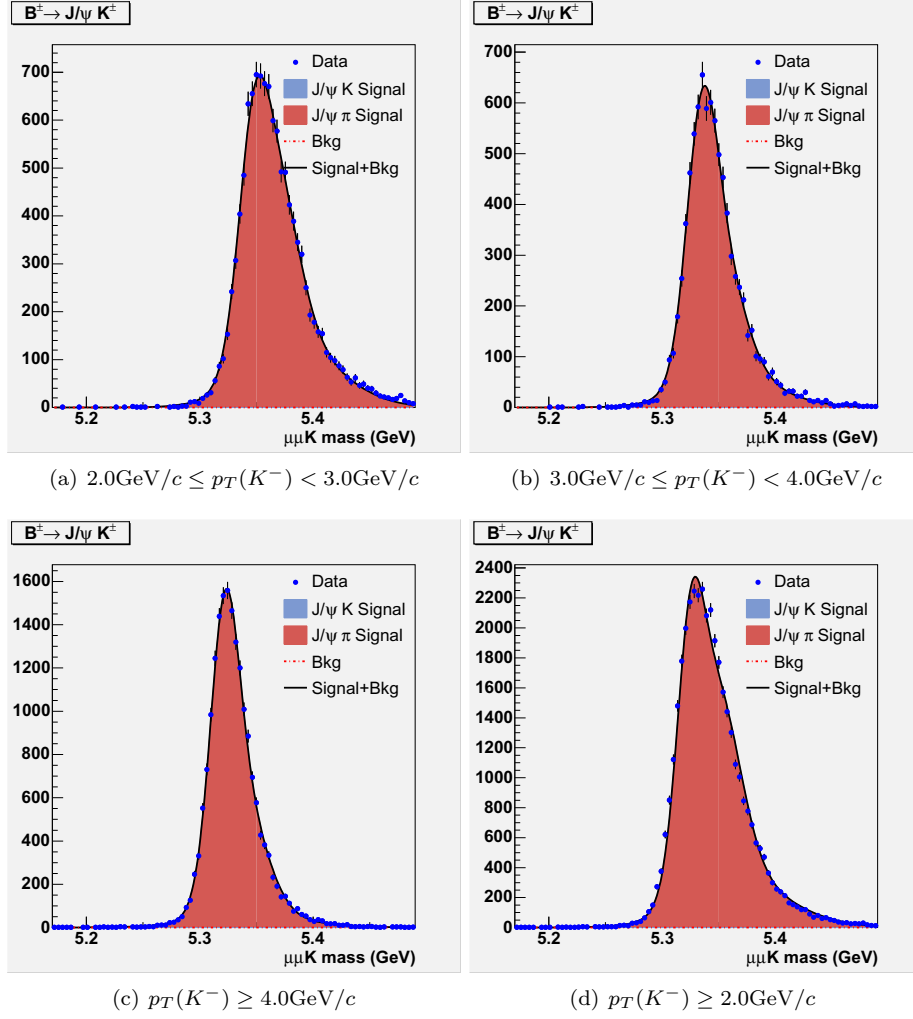 B± → J/ψ K±
700
600
500
400
300
200
100
0
Data
J/ψ K Signal
J/ψ π Signal
Bkg
Signal+Bkg
5.2 5.3 5.4
μμK mass (GeV)
(a) 2.0GeV/c ≤ p_T(K⁻) < 3.0GeV/c
B± → J/ψ K±
700
600
500
400
300
200
100
0
Data
J/ψ K Signal
J/ψ π Signal
Bkg
Signal+Bkg
5.2 5.3 5.4
μμK mass (GeV)
(b) 3.0GeV/c ≤ p_T(K⁻) < 4.0GeV/c
B± → J/ψ K±
1600
1400
1200
1000
800
600
400
200
0
Data
J/ψ K Signal
J/ψ π Signal
Bkg
Signal+Bkg
5.2 5.3 5.4
μμK mass (GeV)
(c) p_T(K⁻) ≥ 4.0GeV/c
B± → J/ψ K±
2400
2200
2000
1800
1600
1400
1200
1000
800
600
400
200
0
Data
J/ψ K Signal
J/ψ π Signal
Bkg
Signal+Bkg
5.2 5.3 5.4
μμK mass (GeV)
(d) p_T(K⁻) ≥ 2.0GeV/c